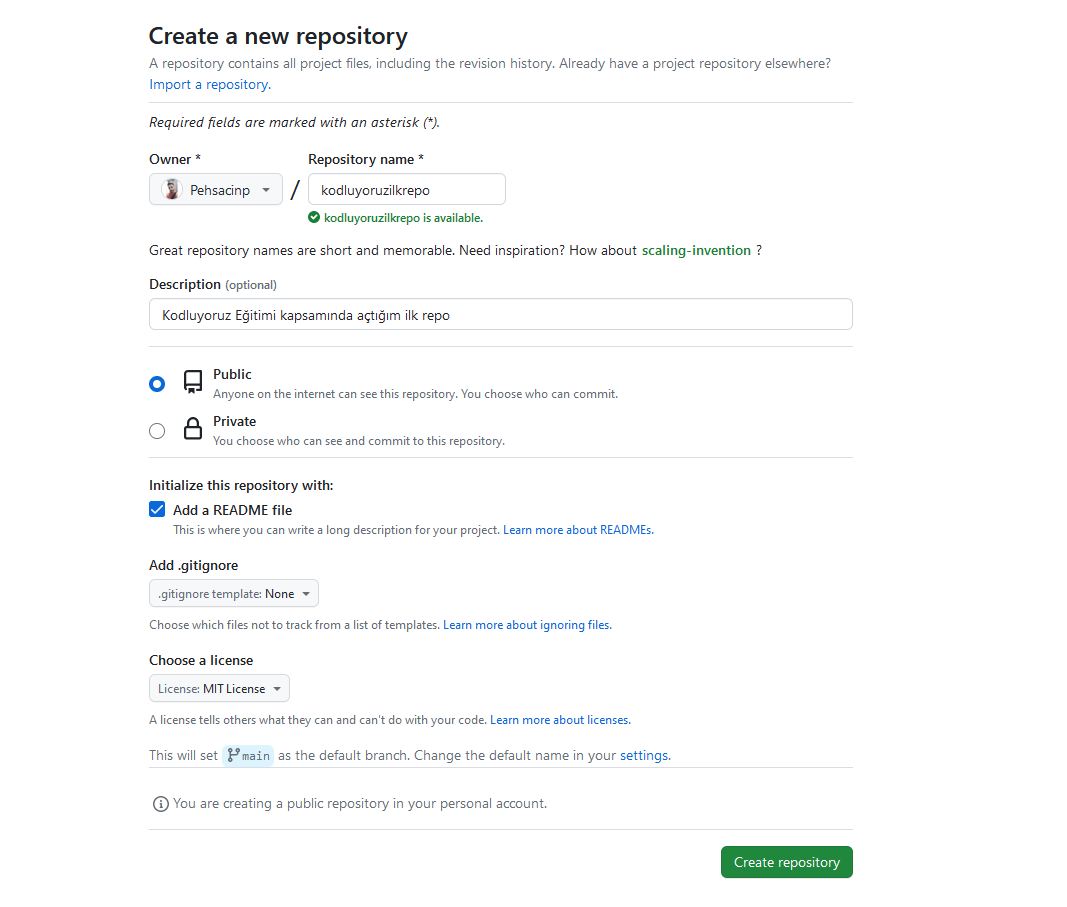 Create a new repository
A repository contains all project files, including the revision history. Already have a project repository elsewhere?
Import a repository.
Required fields are marked with an asterisk (*).
Owner *
Repository name *
Pehsacinp
/
kodluyoruzilkrepo
kodluyoruzilkrepo is available.
Great repository names are short and memorable. Need inspiration? How about scaling-invention ?
Description (optional)
Kodluyoruz Eğitimi kapsamında açtığım ilk repo
Public
Anyone on the internet can see this repository. You choose who can commit.
Private
You choose who can see and commit to this repository.
Initialize this repository with:
Add a README file
This is where you can write a long description for your project. Learn more about READMEs.
Add .gitignore
.gitignore template: None
Choose which files not to track from a list of templates. Learn more about ignoring files.
Choose a license
License: MIT License
A license tells others what they can and can't do with your code. Learn more about licenses.
This will set main as the default branch. Change the default name in your settings.
You are creating a public repository in your personal account.
Create repository